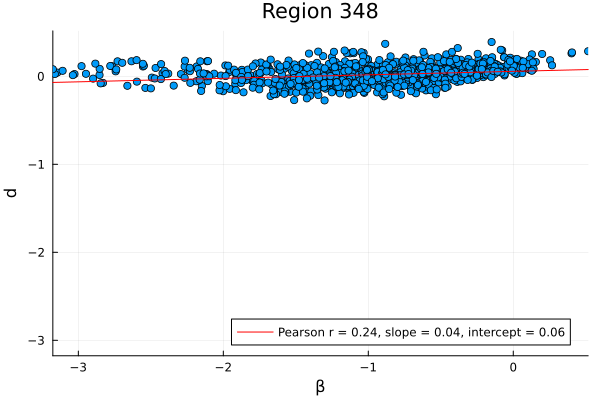 Region 348
d
0
−1
−2
−3
Pearson r = 0.24, slope = 0.04, intercept = 0.06
−3
−2
−1
0
β